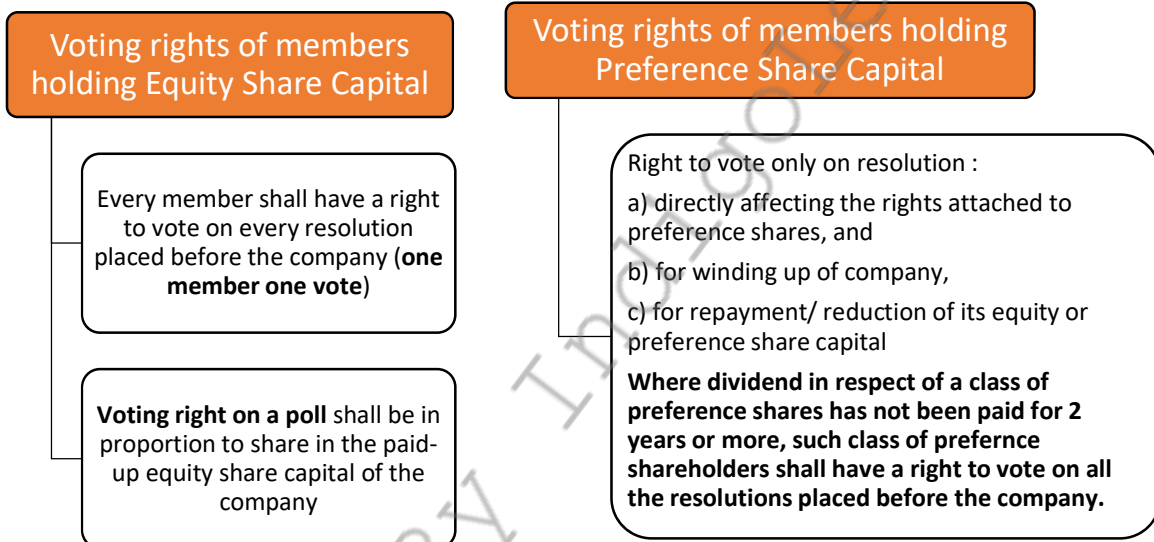 Voting rights of members
holding Equity Share Capital
Every member shall have a right
to vote on every resolution
placed before the company (one
member one vote)
Voting right on a poll shall be in
proportion to share in the paid-
up equity share capital of the
company
Voting rights of members holding
Preference Share Capital
Right to vote only on resolution :
a) directly affecting the rights attached to
preference shares, and
b) for winding up of company,
c) for repayment/ reduction of its equity or
preference share capital
Where dividend in respect of a class of
preference shares has not been paid for 2
years or more, such class of prefernce
shareholders shall have a right to vote on all
the resolutions placed before the company.